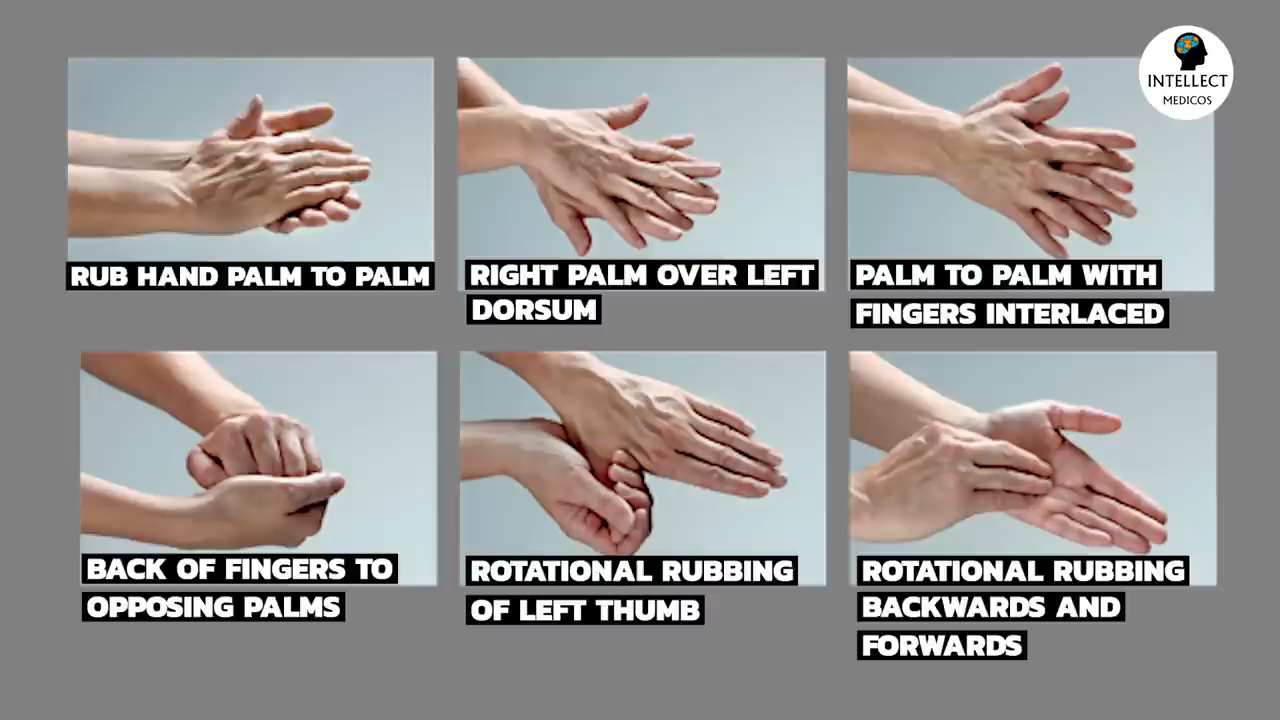 INTELLECT
MEDICOS
RUB HAND PALM TO PALM
RIGHT PALM OVER LEFT
DORSUM
PALM TO PALM WITH
FINGERS INTERLACED
BACK OF FINGERS TO
OPPOSING PALMS
ROTATIONAL RUBBING
OF LEFT THUMB
ROTATIONAL RUBBING
BACKWARDS AND
FORWARDS